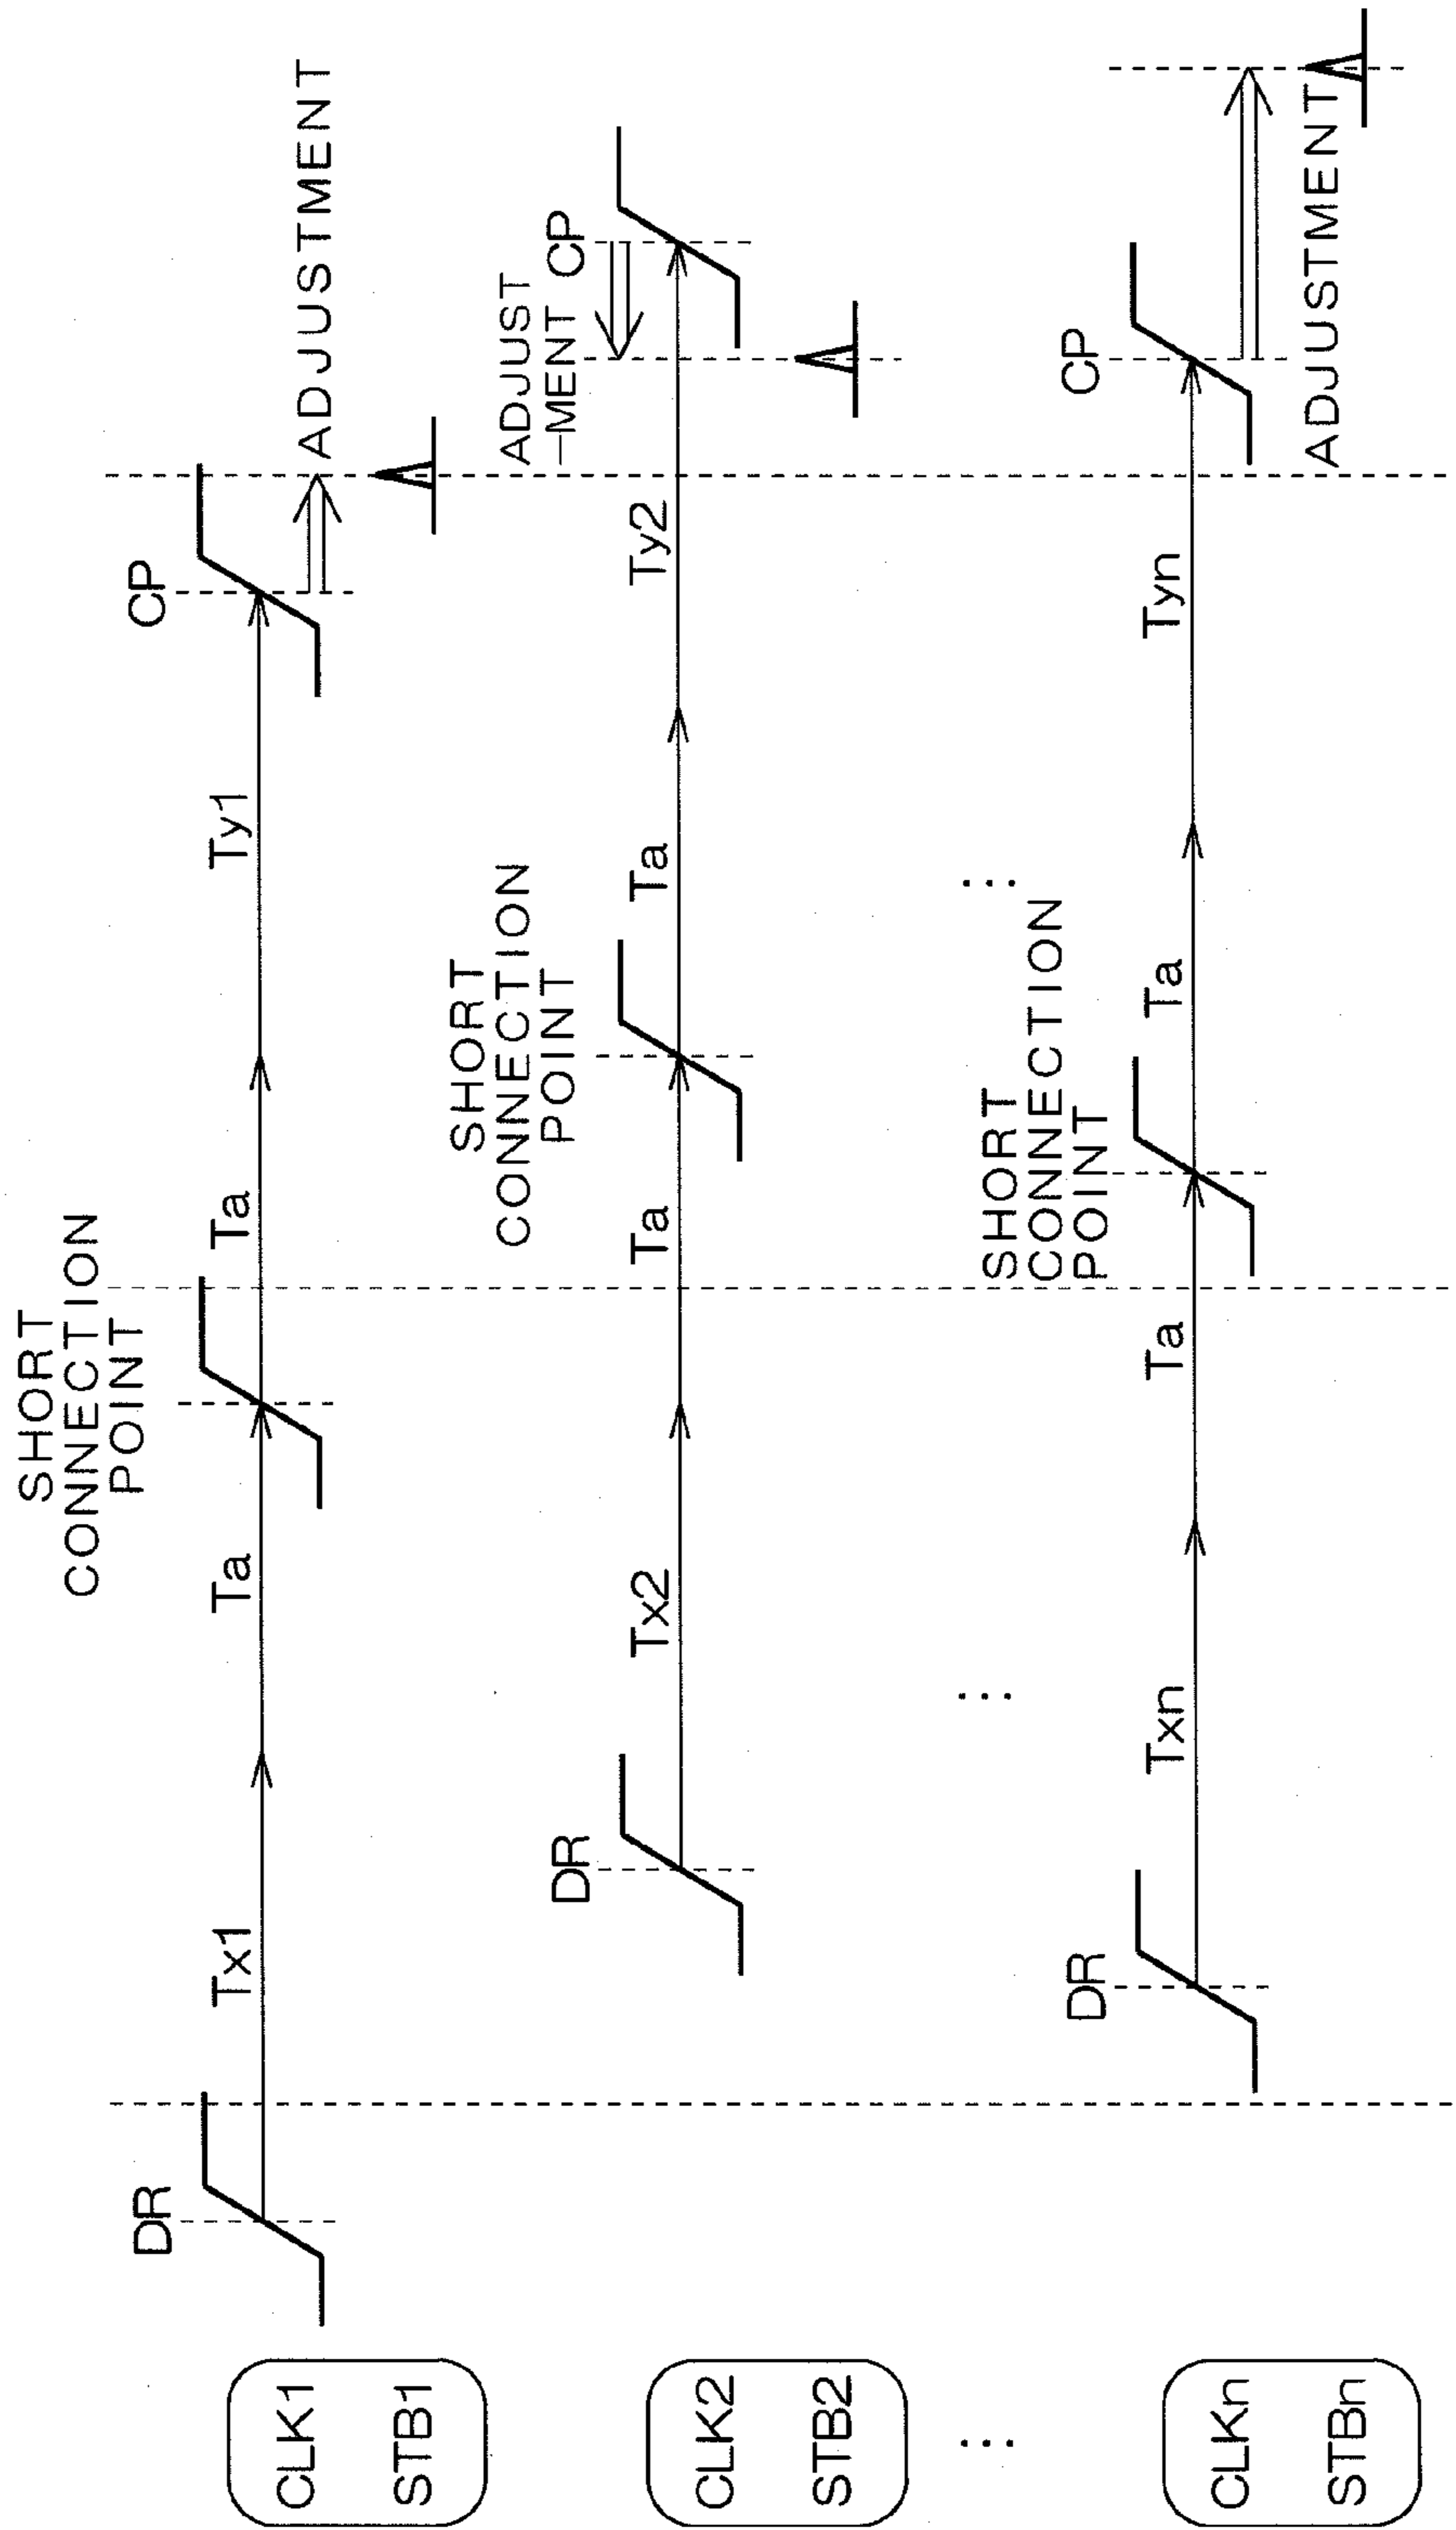 CLK1
STB1
DR
Tx1
Ta
SHORT
CONNECTION
POINT
Ta
Ty1
CP
ADJUSTMENT
CLK2
STB2
DR
Tx2
Ta
SHORT
CONNECTION
POINT
Ta
Ty2
ADJUST
-MENT
CP
...
...
...
CLKn
STBn
DR
Txn
Ta
SHORT
CONNECTION
POINT
Ta
Tyn
CP
ADJUSTMENT